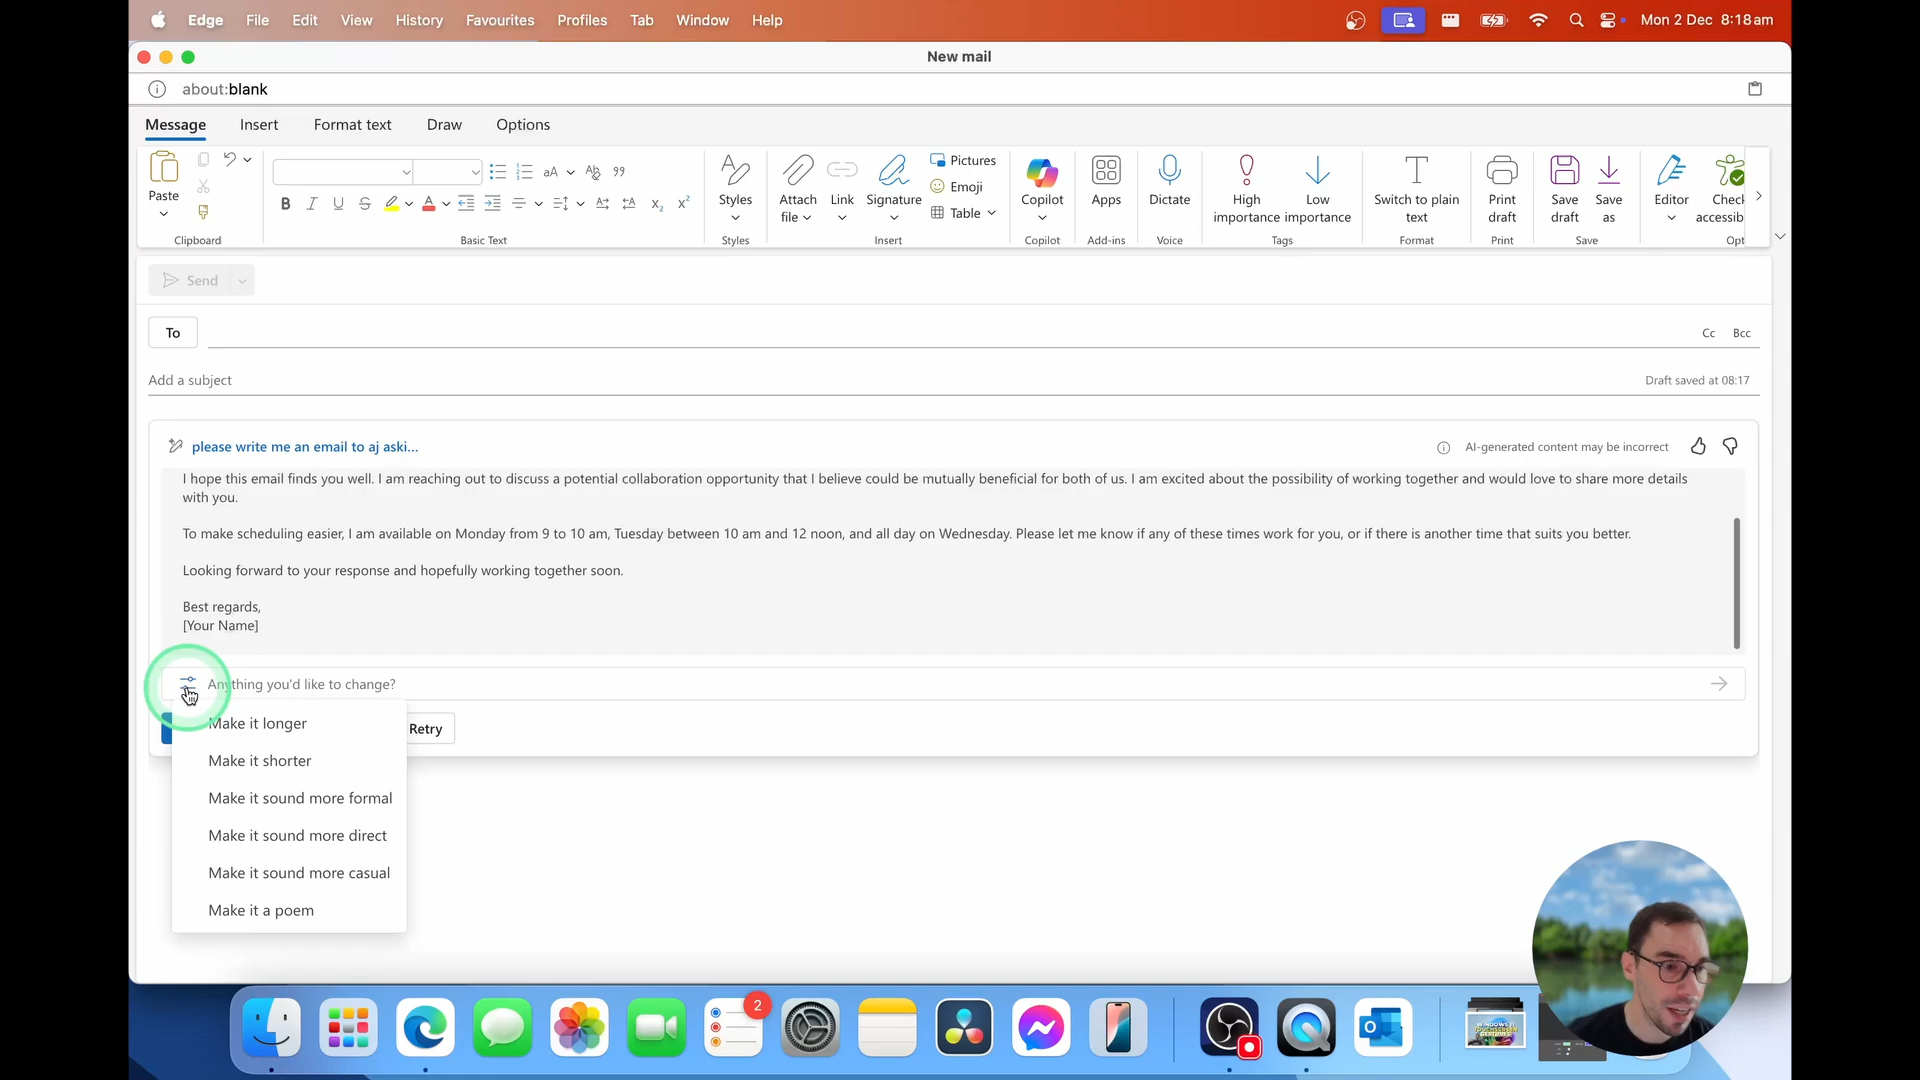 Edge File Edit View History Favourites Profiles Tab Window Help Mon 2 Dec 8:18 am
New mail
about:blank
Message Insert Format text Draw Options
Paste
Clipboard
Basic Text
Styles
Styles
Attach file
Link
Signature
Pictures
Emoji
Table
Insert
Copilot
Copilot
Apps
Add-ins
Dictate
Voice
High importance
Low importance
Tags
Switch to plain text
Format
Print draft
Print
Save draft
Save as
Save
Editor
Check
accessib
Opt
Send
To
Cc Bcc
Add a subject
Draft saved at 08:17
please write me an email to aj aski...
AI-generated content may be incorrect
I hope this email finds you well. I am reaching out to discuss a potential collaboration opportunity that I believe could be mutually beneficial for both of us. I am excited about the possibility of working together and would love to share more details
with you.
To make scheduling easier, I am available on Monday from 9 to 10 am, Tuesday between 10 am and 12 noon, and all day on Wednesday. Please let me know if any of these times work for you, or if there is another time that suits you better.
Looking forward to your response and hopefully working together soon.
Best regards,
[Your Name]
Anything you'd like to change?
Make it longer
Retry
Make it shorter
Make it sound more formal
Make it sound more direct
Make it sound more casual
Make it a poem
2